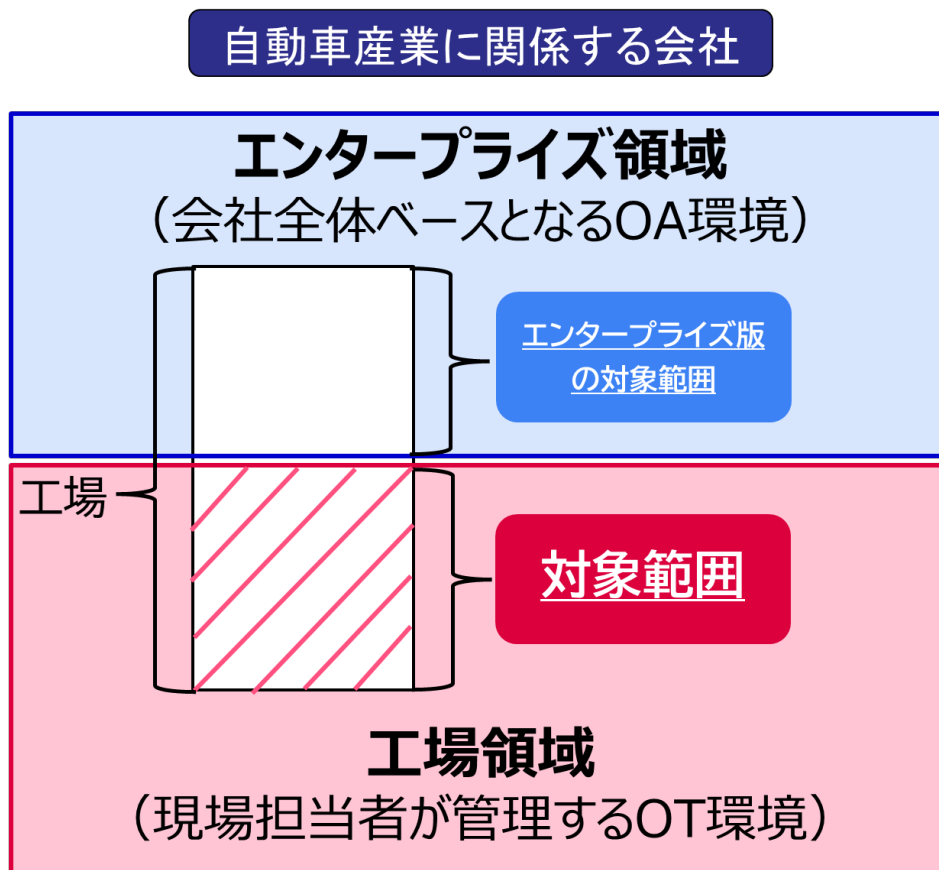 自動車産業に関係する会社
エンタープライズ領域
（会社全体ベースとなるOA環境）
エンタープライズ版
の対象範囲
工場
対象範囲
工場領域
（現場担当者が管理するOT環境）